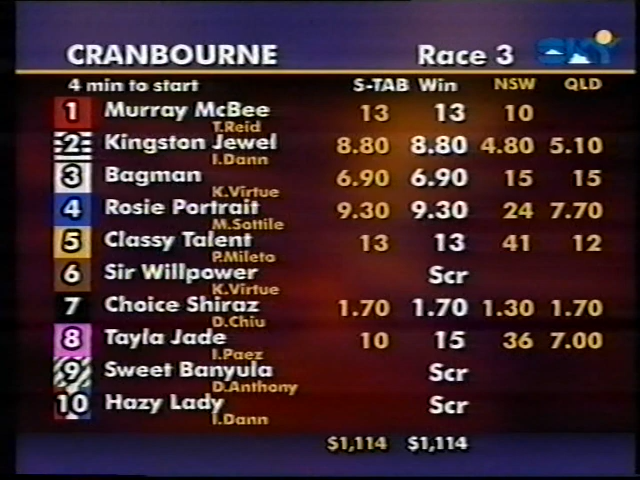 CRANBOURNE Race 3 SKY
4 min to start S-TAB Win NSW QLD
1 Murray McBee 13 13 10
T.Reid
2 Kingston Jewel 8.80 8.80 4.80 5.10
I.Dann
3 Bagman 6.90 6.90 15 15
K.Virtue
4 Rosie Portrait 9.30 9.30 24 7.70
M.Sottile
5 Classy Talent 13 13 41 12
P.Mileto
6 Sir Willpower Scr
K.Virtue
7 Choice Shiraz 1.70 1.70 1.30 1.70
D.Chiu
8 Tayla Jade 10 15 36 7.00
I.Paez
9 Sweet Banyula Scr
D.Anthony
10 Hazy Lady Scr
I.Dann
$1,114 $1,114